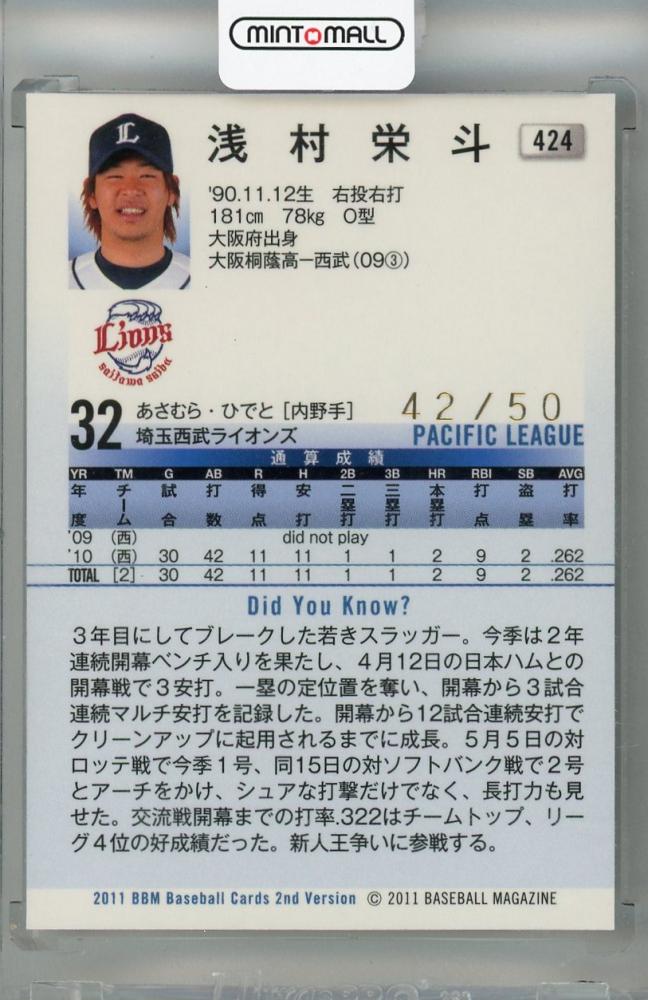 MINT MALL
浅村栄斗 424
'90.11.12生 右投右打
181㎝ 78kg O型
大阪府出身
大阪桐蔭高ー西武(09③)
L
Lions
saitama seibu
32 あさむら・ひでと[内野手] 42/50
埼玉西武ライオンズ PACIFIC LEAGUE
通算成績
YR TM G AB R H 2B 3B HR RBI SB AVG
年度 チーム 試合 打数 得点 安打 二塁打 三塁打 本塁打 打点 盗塁 打率
'09 (西) did not play
'10 (西) 30 42 11 11 1 1 2 9 2 .262
TOTAL [2] 30 42 11 11 1 1 2 9 2 .262
Did You Know?
3年目にしてブレークした若きスラッガー。今季は2年
連続開幕ベンチ入りを果たし、4月12日の日本ハムとの
開幕戦で3安打。一塁の定位置を奪い、開幕から3試合
連続マルチ安打を記録した。開幕から12試合連続安打で
クリーンアップに起用されるまでに成長。5月5日の対
ロッテ戦で今季1号、同15日の対ソフトバンク戦で2号
とアーチをかけ、シュアな打撃だけでなく、長打力も見
せた。交流戦開幕までの打率.322はチームトップ、リー
グ4位の好成績だった。新人王争いに参戦する。
2011 BBM Baseball Cards 2nd Version © 2011 BASEBALL MAGAZINE